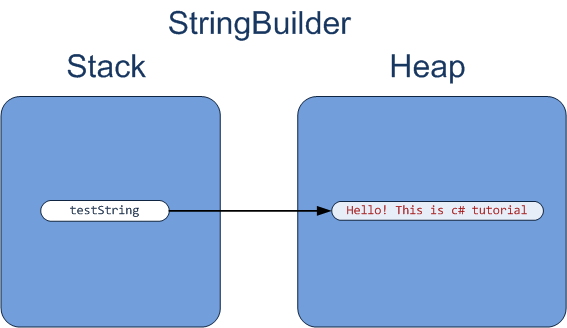 StringBuilder
Stack
Heap
testString
Hello! This is c# tutorial